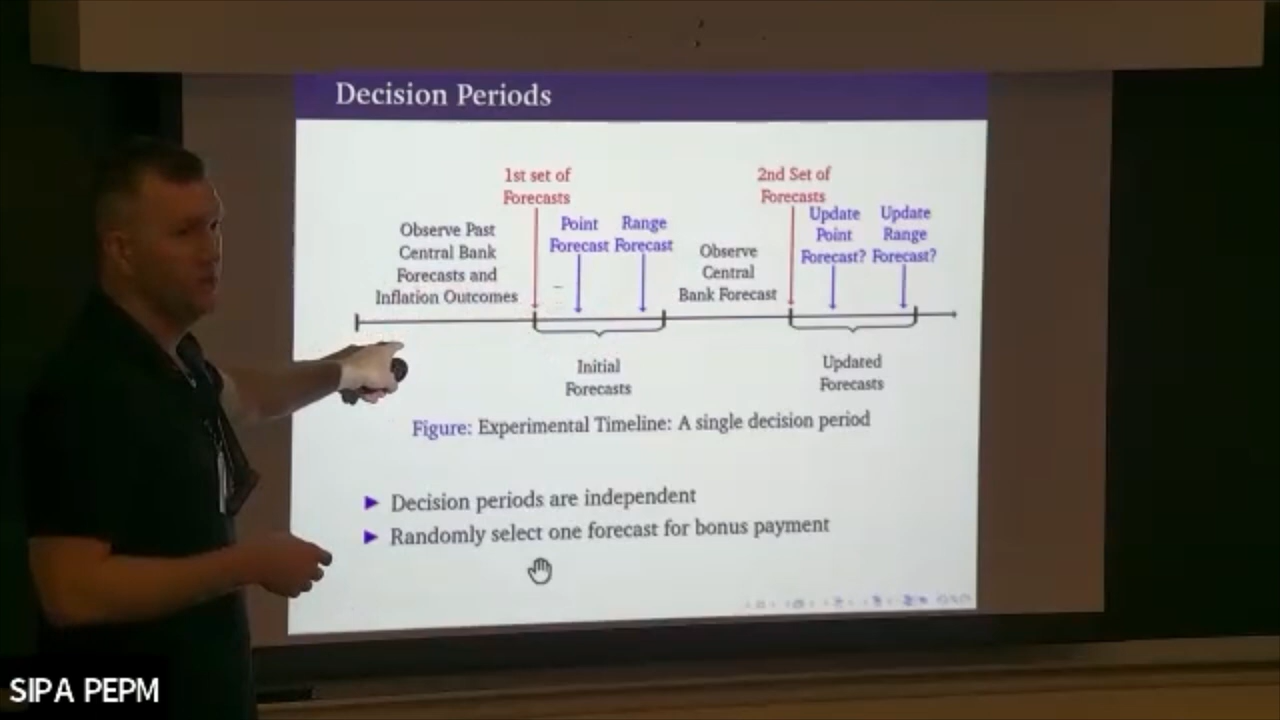 Decision Periods
1st set of
Forecasts
2nd Set of
Forecasts
Observe Past
Central Bank
Forecasts and
Inflation Outcomes
Point
Forecast
Range
Forecast
Observe
Central
Bank Forecast
Update
Point
Forecast?
Update
Range
Forecast?
Initial
Forecasts
Updated
Forecasts
Figure: Experimental Timeline: A single decision period
Decision periods are independent
Randomly select one forecast for bonus payment
SIPA PEPM